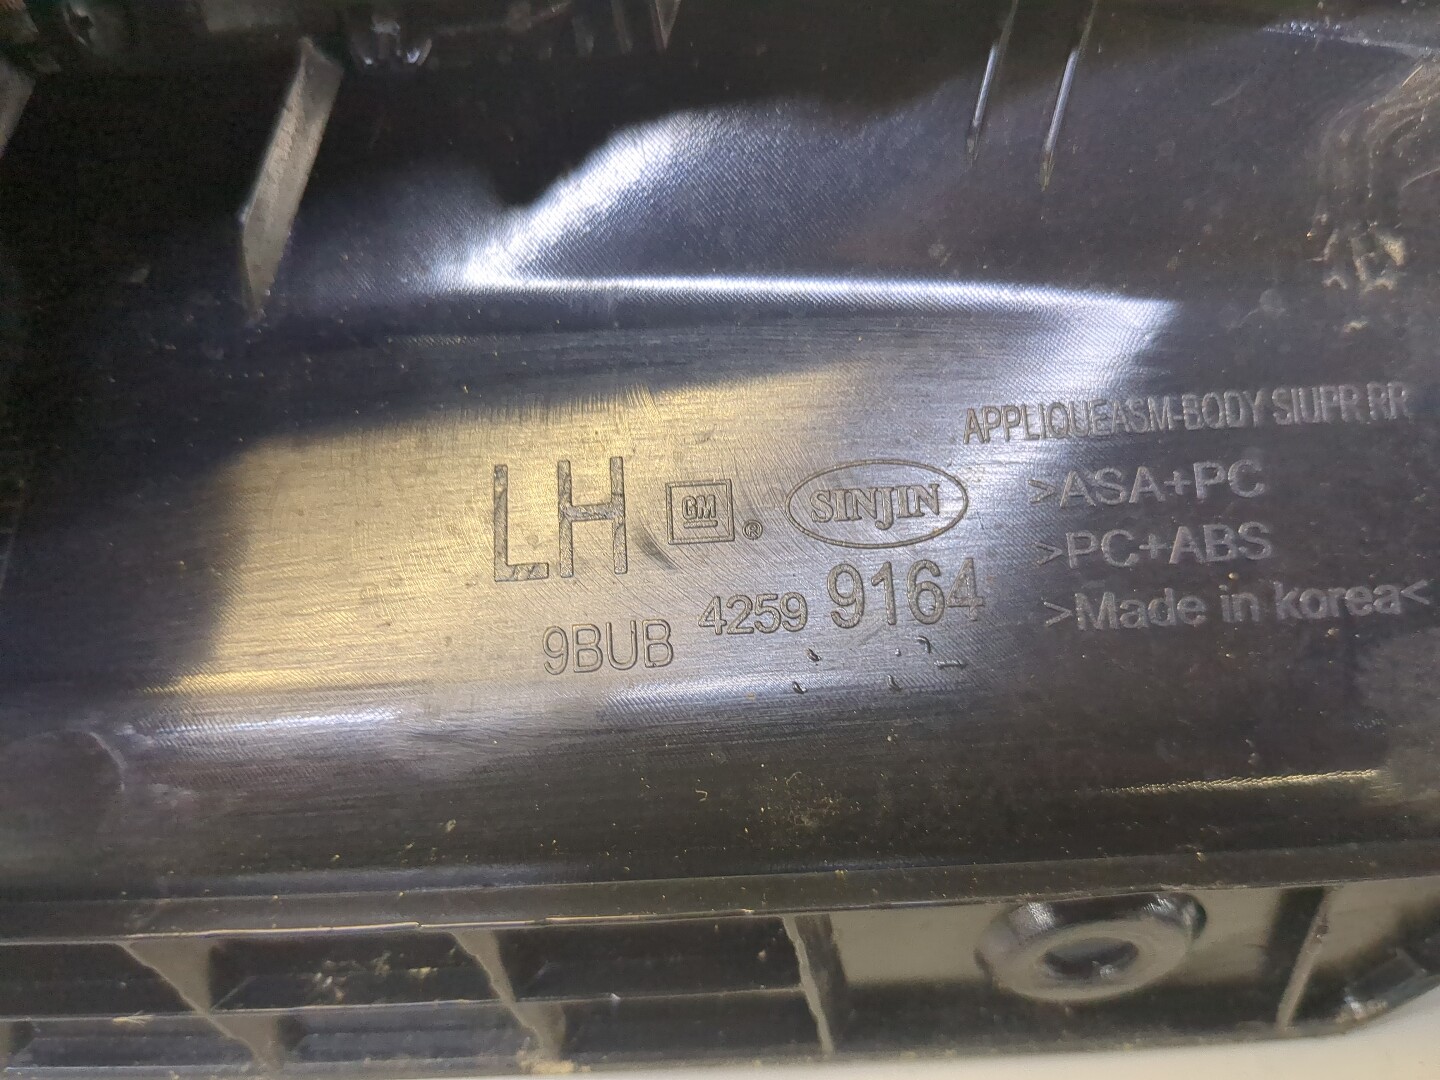 APPLIQUEASM-BODY SIUPR,RR
LH GM ® SINJIN >ASA+PC
>PC+ABS
9BUB 4259 9164 >Made in korea<